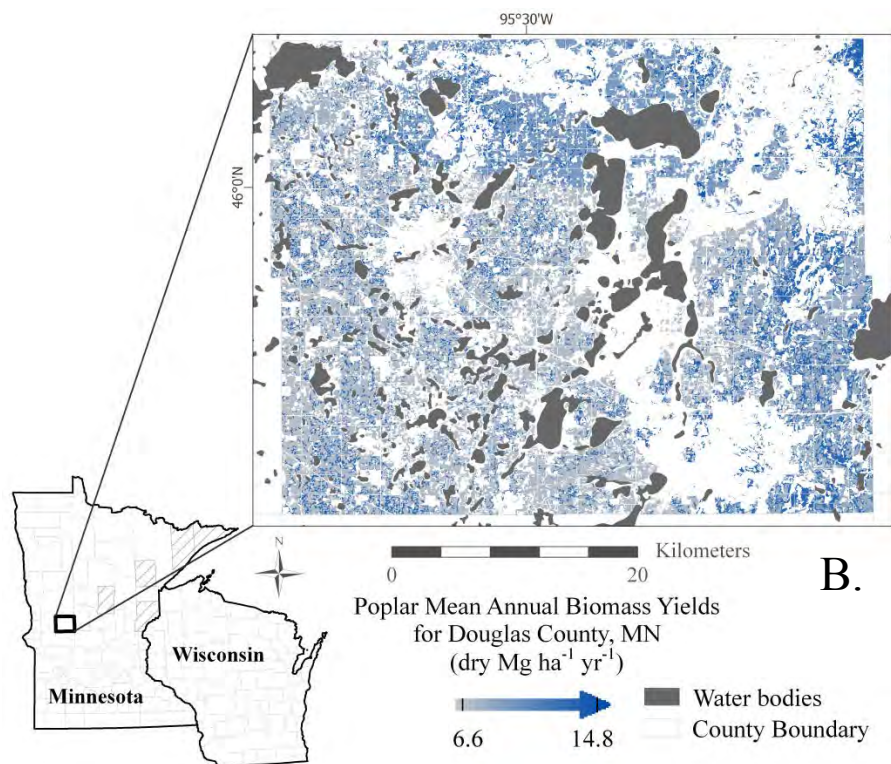 95°30'W
46°0'N
N
Kilometers
0 20
B.
Poplar Mean Annual Biomass Yields
for Douglas County, MN
(dry Mg ha⁻¹ yr⁻¹)
6.6 14.8
Water bodies
County Boundary
Wisconsin
Minnesota